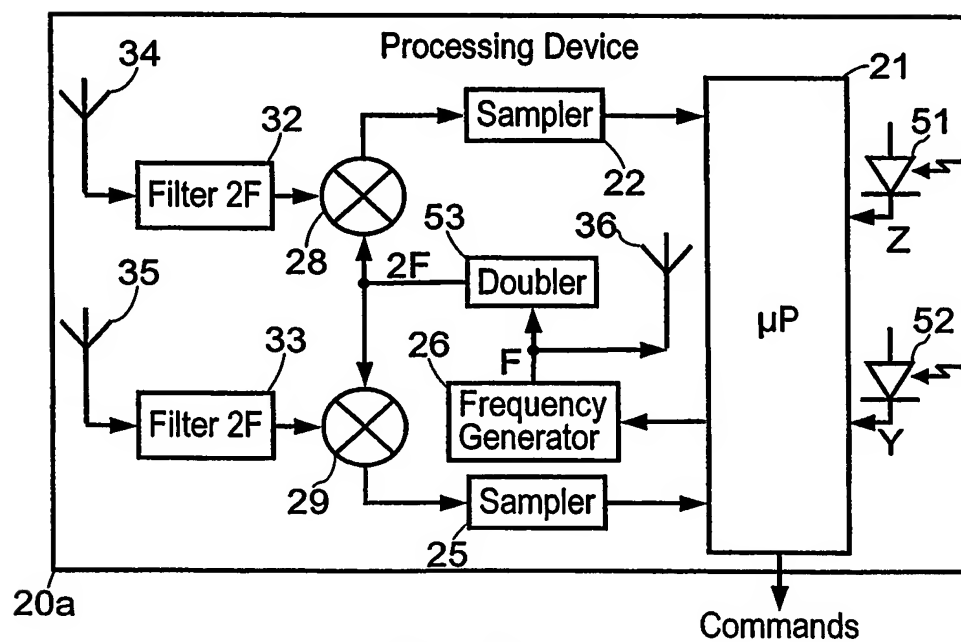 Processing Device
34
32
Filter 2F
28
Sampler
22
21
51
Z
53
2F
Doubler
36
µP
35
33
Filter 2F
29
F
26
Frequency
Generator
52
Y
Sampler
25
20a
Commands